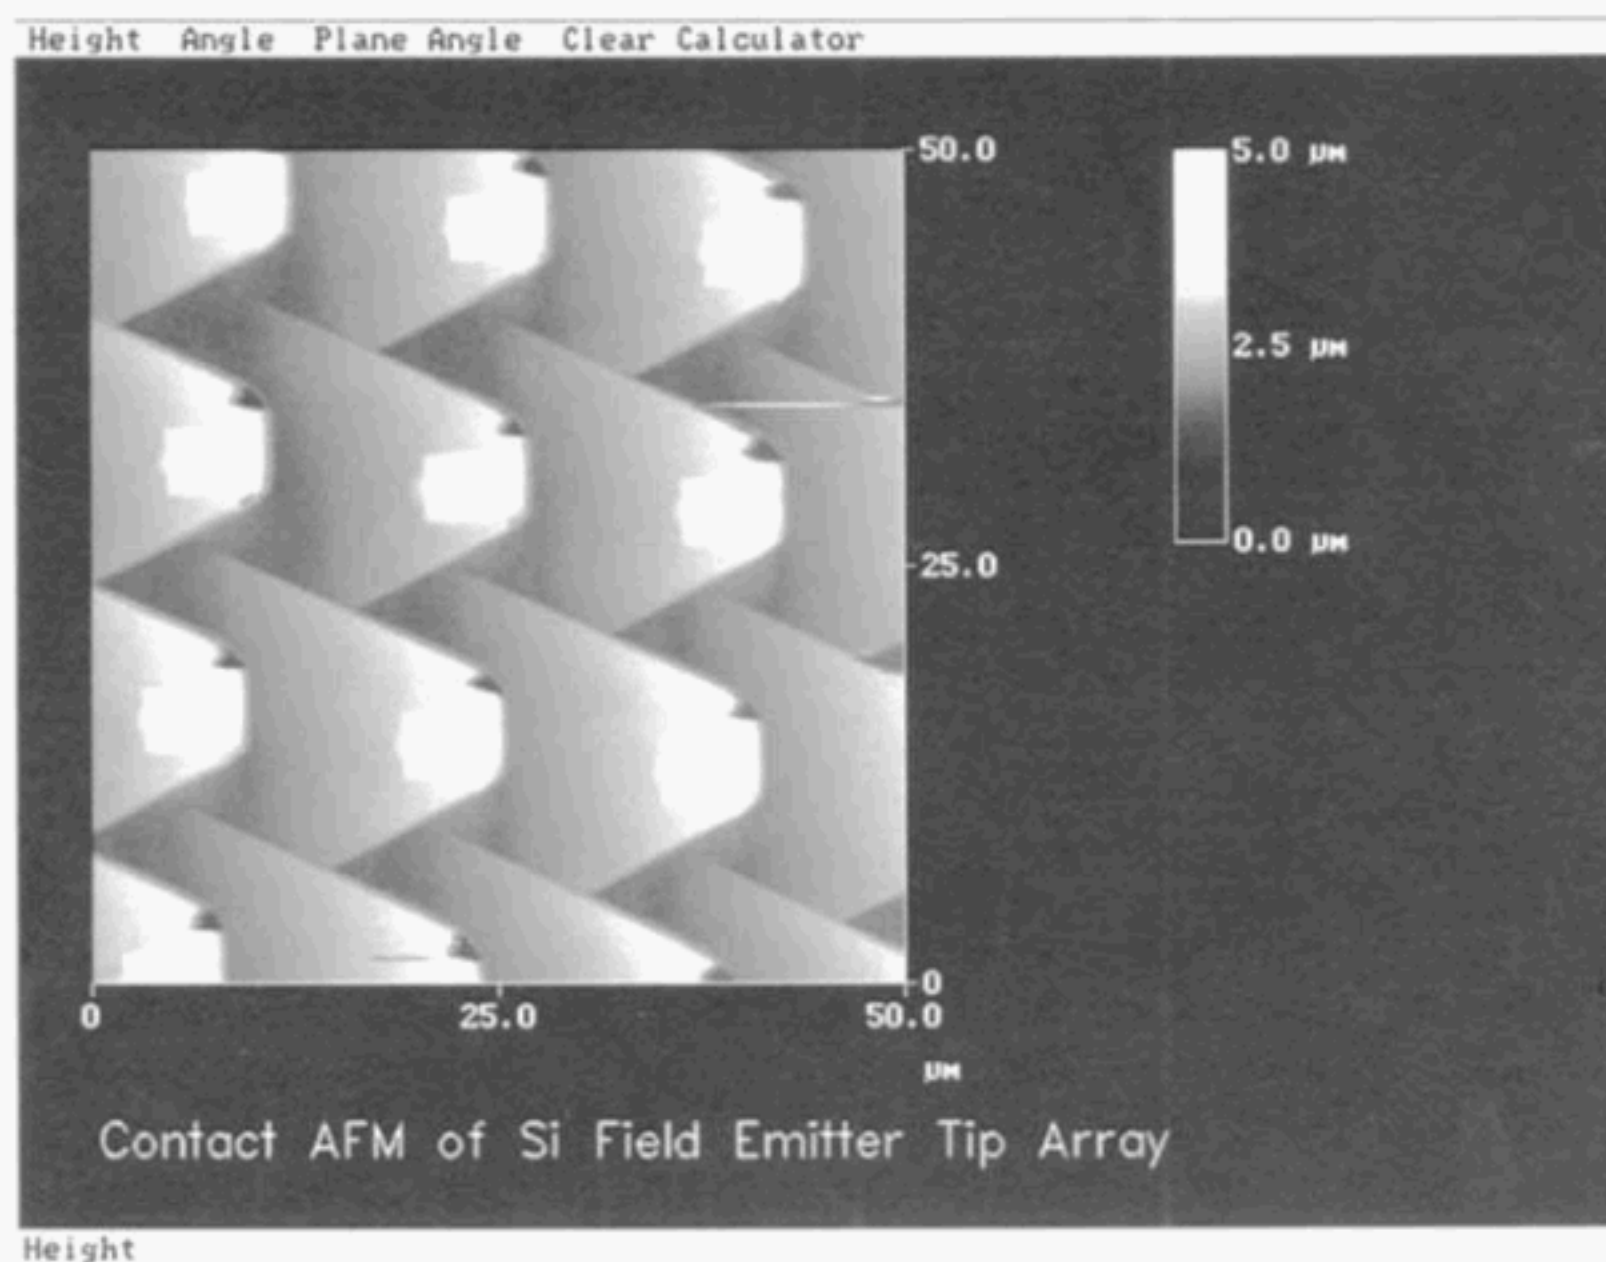 Height Angle Plane Angle Clear Calculator
50.0
5.0 µM
2.5 µM
0.0 µM
25.0
0
0 25.0 50.0
µM
Contact AFM of Si Field Emitter Tip Array
Height